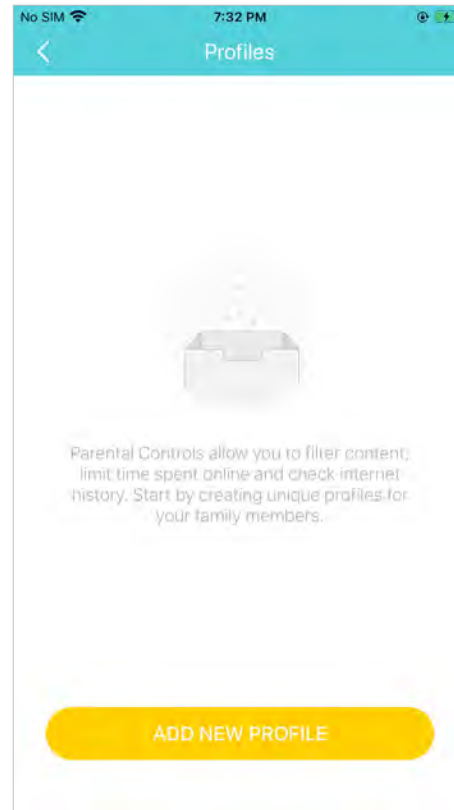 No SIM 7:32 PM
Profiles
Parental Controls allow you to filter content,
limit time spent online and check internet
history. Start by creating unique profiles for
your family members.
ADD NEW PROFILE